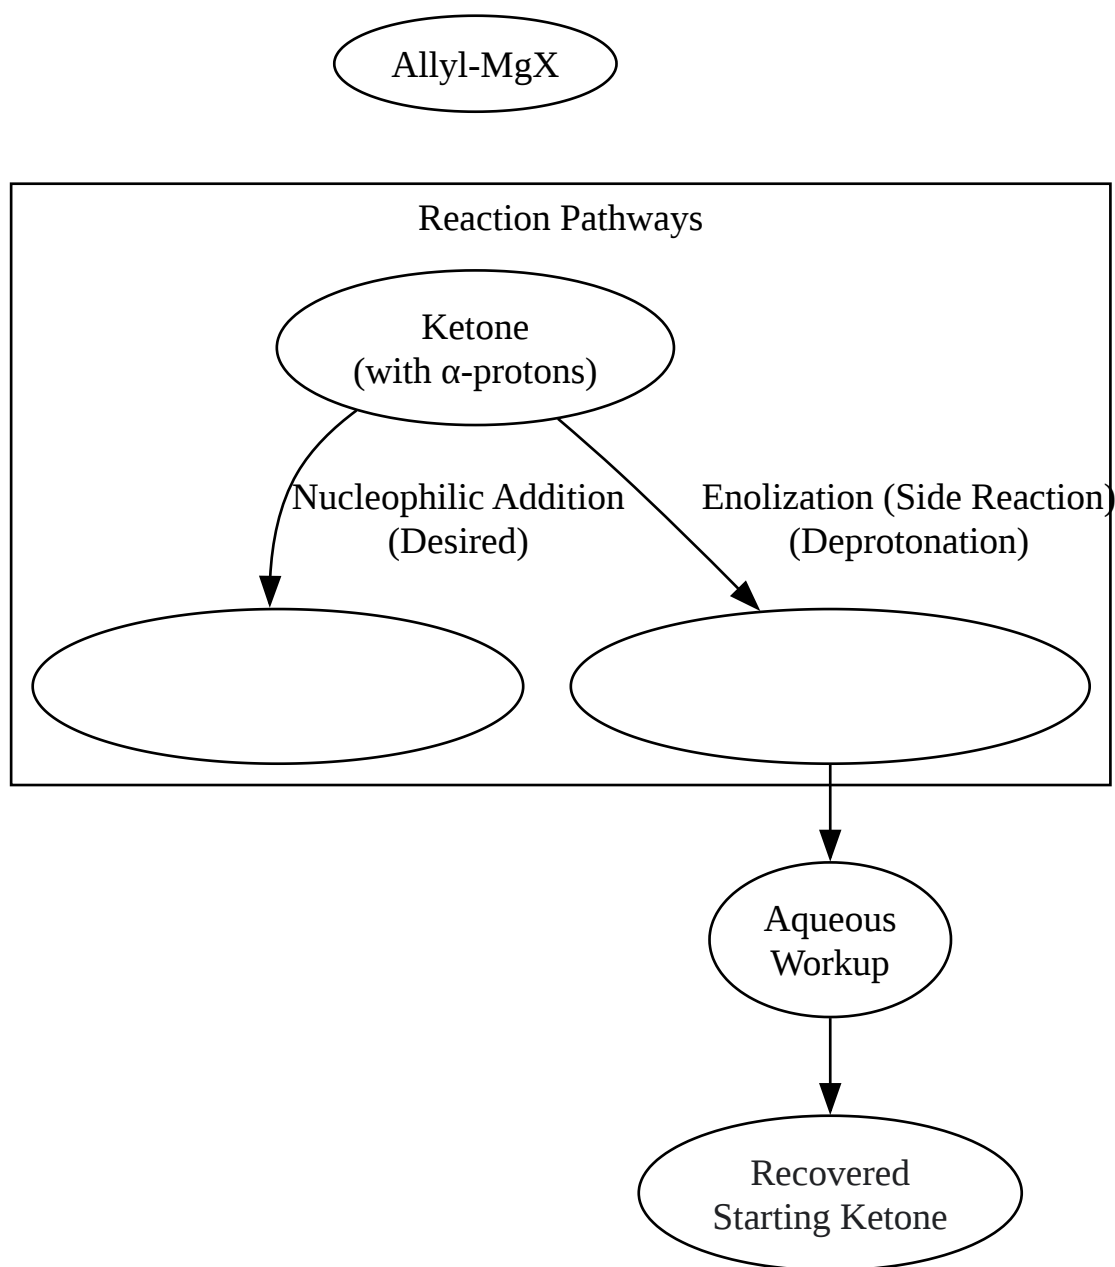 Allyl-MgX
Reaction Pathways
Ketone
(with α-protons)
Nucleophilic Addition
(Desired)
Enolization (Side Reaction)
(Deprotonation)
Aqueous
Workup
Recovered
Starting Ketone